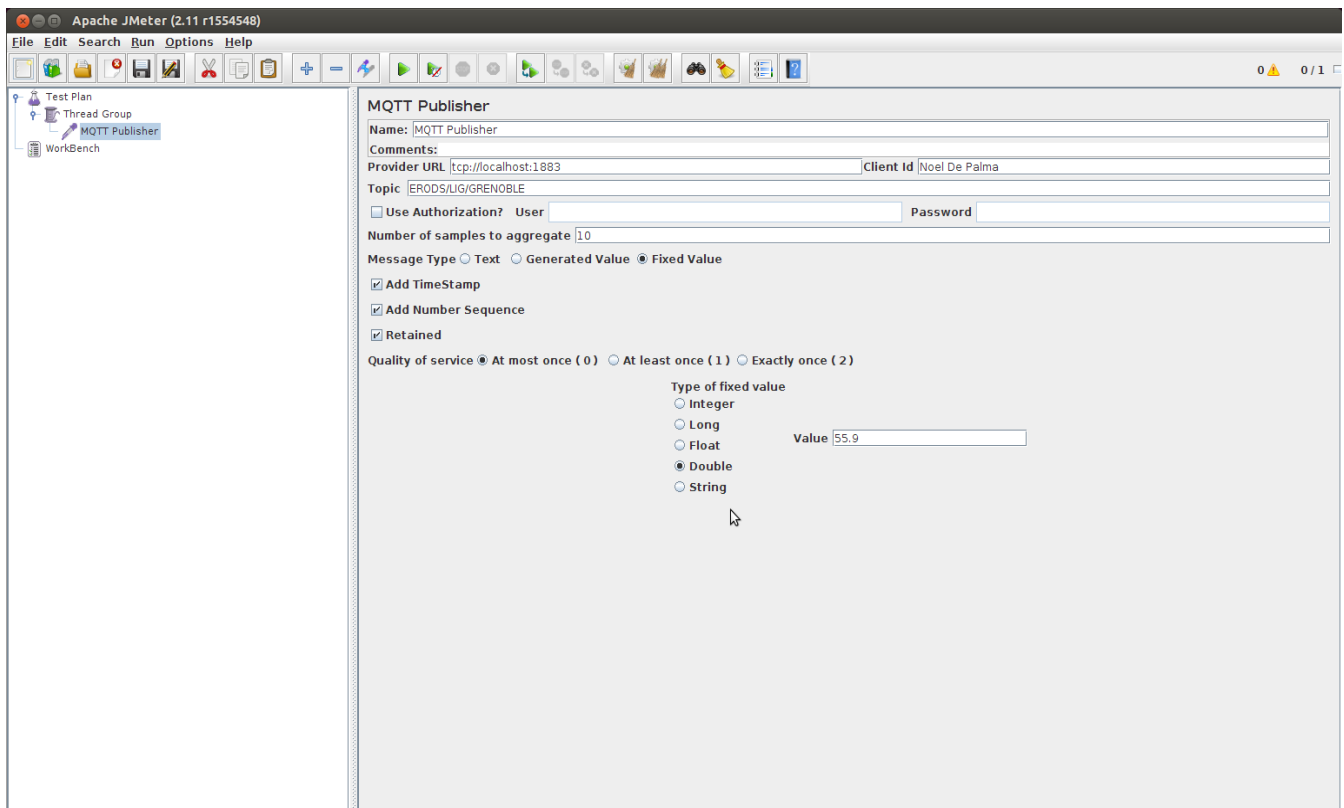 Apache JMeter (2.11 r1554548)
File Edit Search Run Options Help
0 0/1
Test Plan
Thread Group
MQTT Publisher
WorkBench
MQTT Publisher
Name: MQTT Publisher
Comments:
Provider URL tcp://localhost:1883 Client Id Noel De Palma
Topic ERODS/LIG/GRENOBLE
Use Authorization? User Password
Number of samples to aggregate 10
Message Type Text Generated Value Fixed Value
Add TimeStamp
Add Number Sequence
Retained
Quality of service At most once ( 0 ) At least once ( 1 ) Exactly once ( 2 )
Type of fixed value
Integer
Long
Float
Double
String
Value 55.9